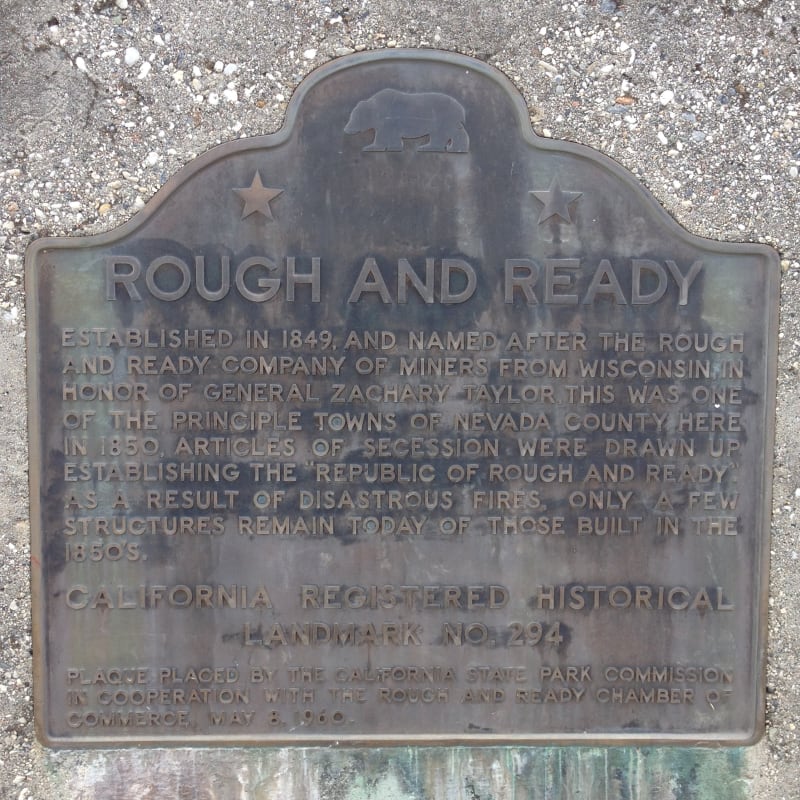 ROUGH AND READY
ESTABLISHED IN 1849, AND NAMED AFTER THE ROUGH
AND READY COMPANY OF MINERS FROM WISCONSIN, IN
HONOR OF GENERAL ZACHARY TAYLOR. THIS WAS ONE
OF THE PRINCIPLE TOWNS OF NEVADA COUNTY. HERE
IN 1850, ARTICLES OF SECESSION WERE DRAWN UP
ESTABLISHING THE "REPUBLIC OF ROUGH AND READY".
AS A RESULT OF DISASTROUS FIRES, ONLY A FEW
STRUCTURES REMAIN TODAY OF THOSE BUILT IN THE
1850'S.
CALIFORNIA REGISTERED HISTORICAL
LANDMARK NO. 294
PLAQUE PLACED BY THE CALIFORNIA STATE PARK COMMISSION
IN COOPERATION WITH THE ROUGH AND READY CHAMBER OF
COMMERCE, MAY 8, 1960.